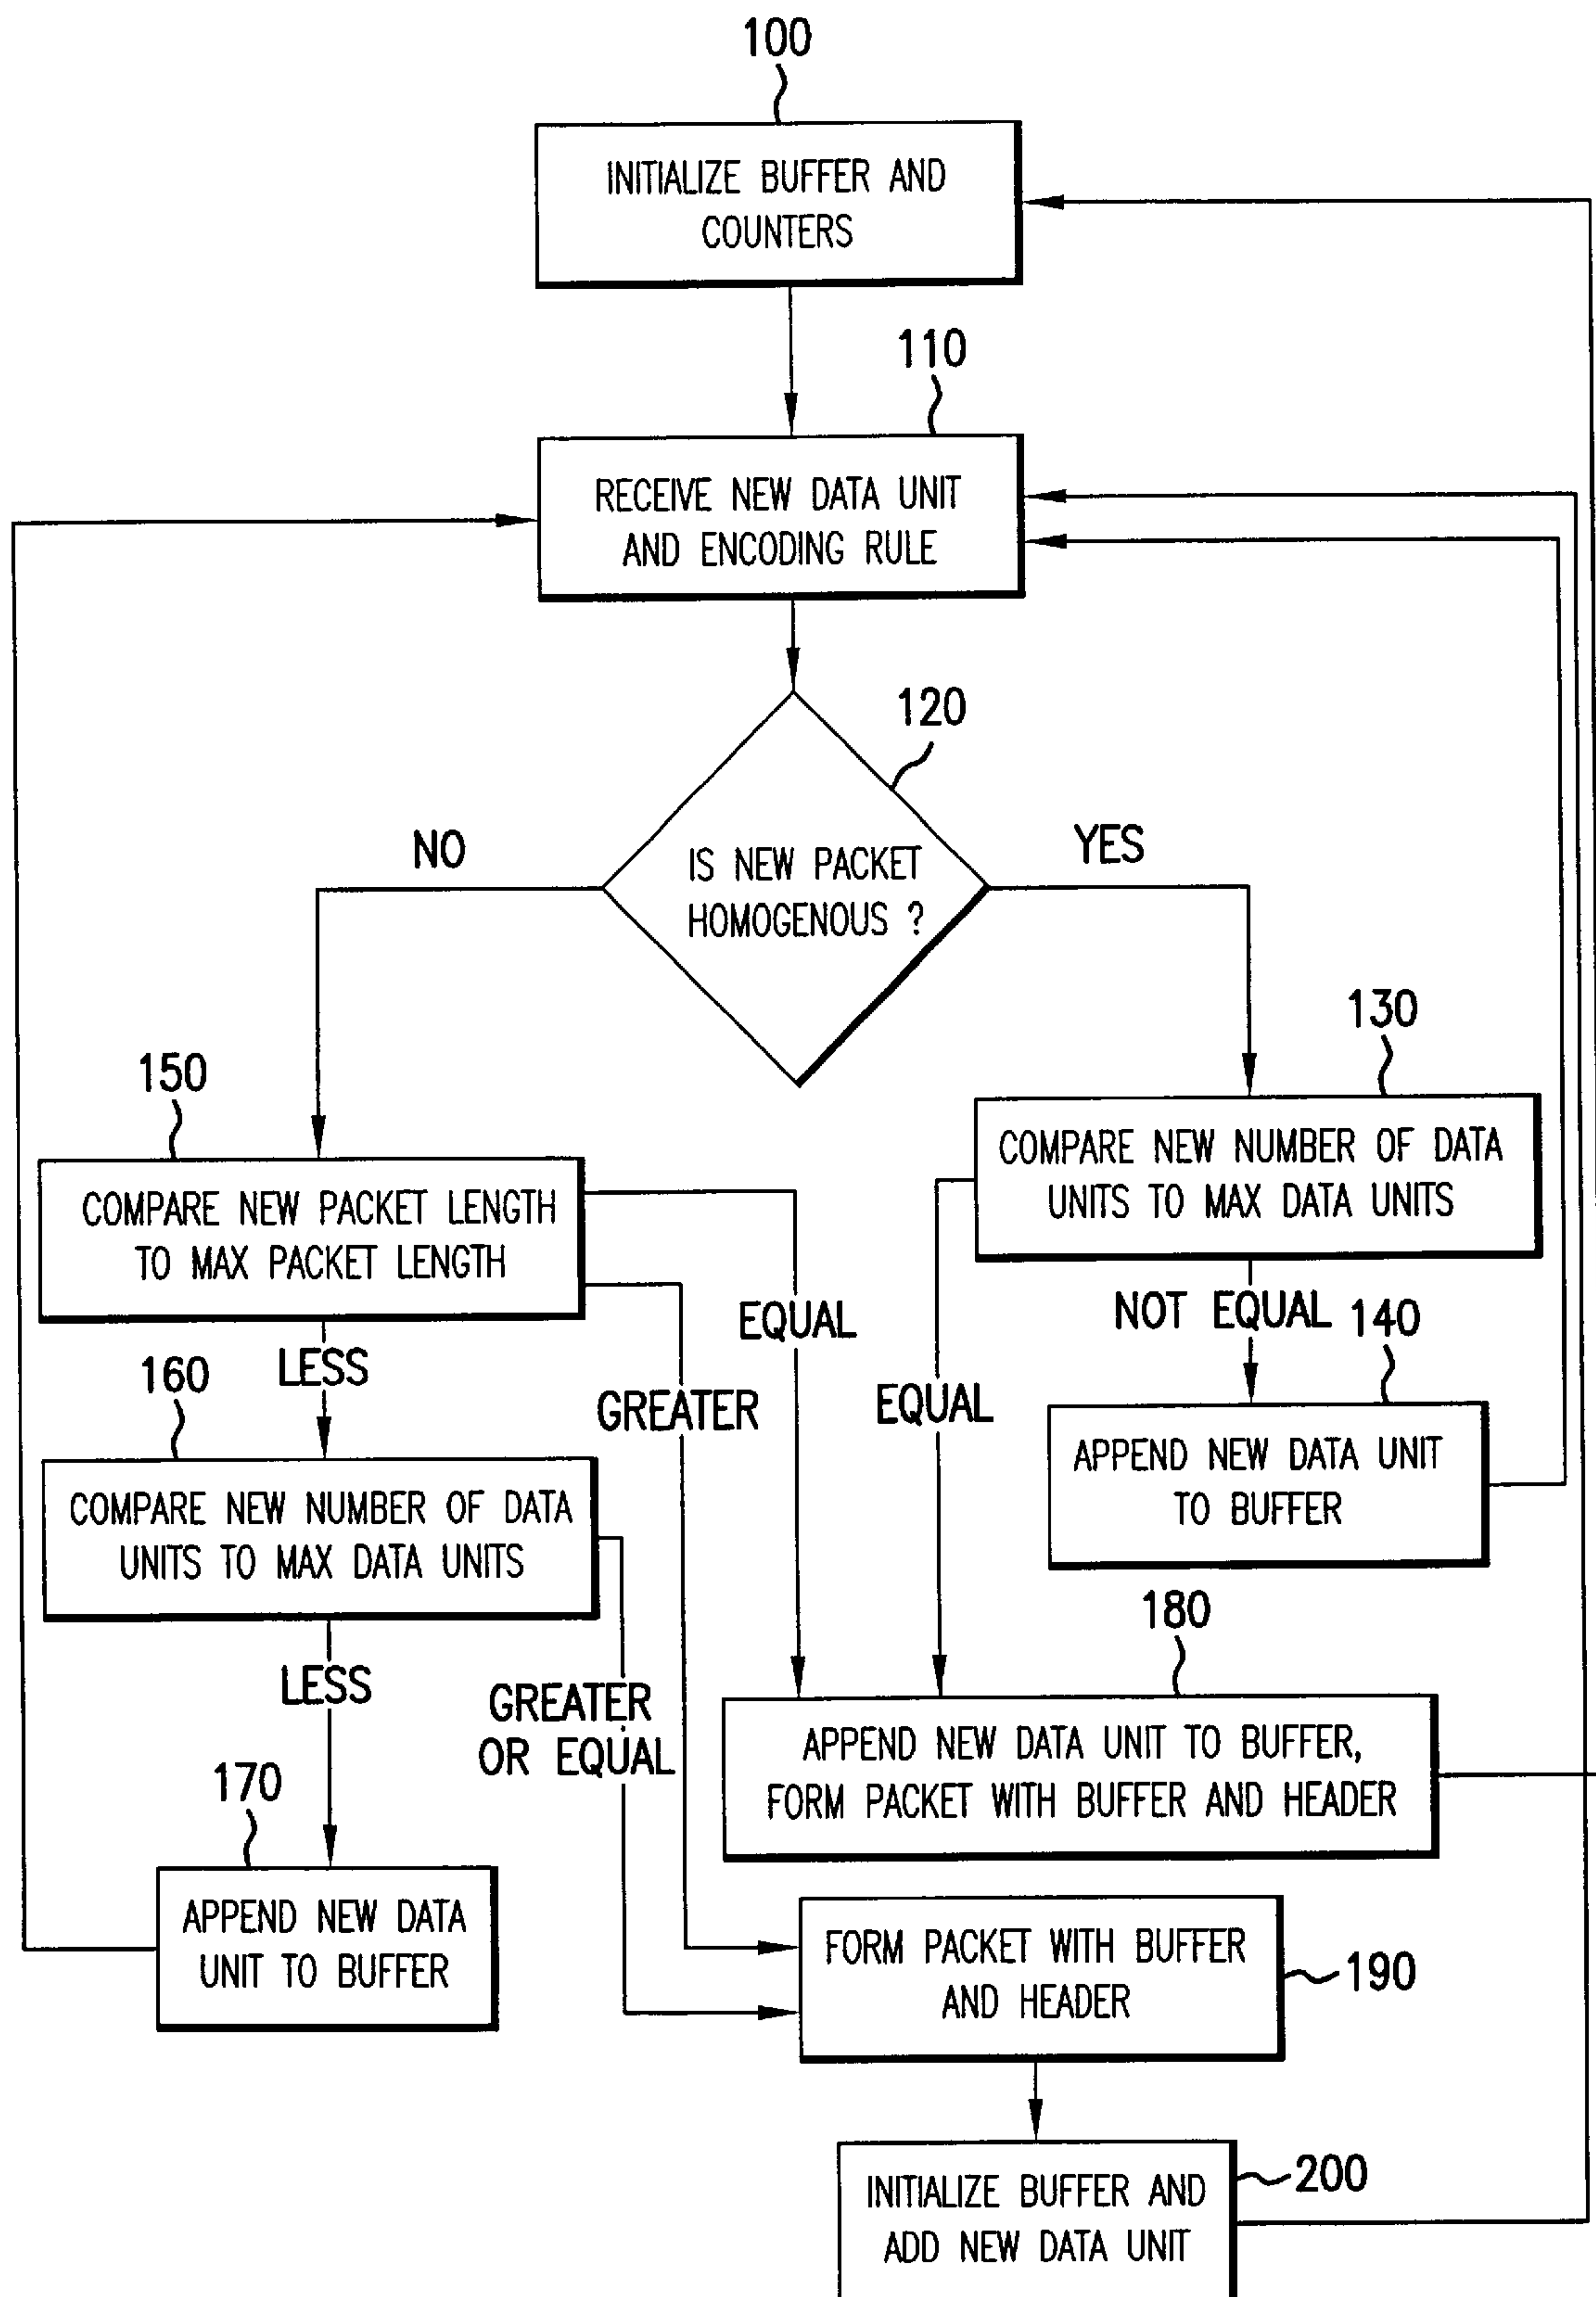 100
INITIALIZE BUFFER AND
COUNTERS
110
RECEIVE NEW DATA UNIT
AND ENCODING RULE
120
IS NEW PACKET
HOMOGENOUS ?
NO
YES
130
COMPARE NEW NUMBER OF DATA
UNITS TO MAX DATA UNITS
150
COMPARE NEW PACKET LENGTH
TO MAX PACKET LENGTH
EQUAL
NOT EQUAL
140
LESS
160
GREATER
EQUAL
APPEND NEW DATA UNIT
TO BUFFER
COMPARE NEW NUMBER OF DATA
UNITS TO MAX DATA UNITS
180
LESS
GREATER
OR EQUAL
APPEND NEW DATA UNIT TO BUFFER,
FORM PACKET WITH BUFFER AND HEADER
170
APPEND NEW DATA
UNIT TO BUFFER
FORM PACKET WITH BUFFER
AND HEADER
190
200
INITIALIZE BUFFER AND
ADD NEW DATA UNIT